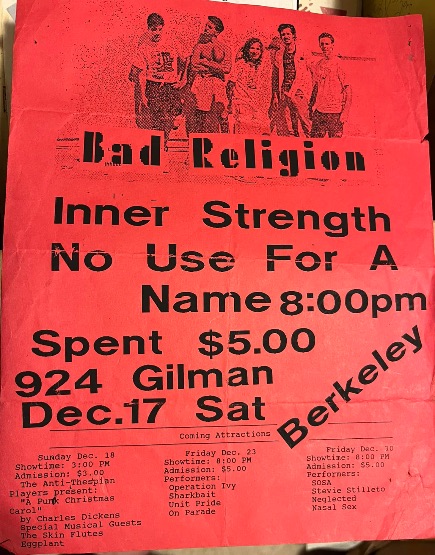 Bad Religion
Inner Strength
No Use For A
Name 8:00pm
Spent $5.00
924 Gilman
Berkeley
Dec.17 Sat
Coming Attractions
Sunday Dec. 18
Showtime: 3:00 PM
Admission: $3.00
The Anti-Thespian
Players present:
"A Punk Christmas
Carol"
by Charles Dickens
Special Musical Guests
The Skin Flutes
Eggplant
Friday Dec. 23
Showtime: 8:00 PM
Admission: $5.00
Performers:
Operation Ivy
Sharkbait
Unit Pride
On Parade
Friday Dec. 30
Showtime: 8:00 PM
Admission: $5.00
Performers:
SOSA
Stevie Stilleto
Neglected
Nasal Sex